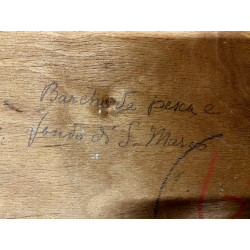 Barche da pesca e
fondo di S. Marco